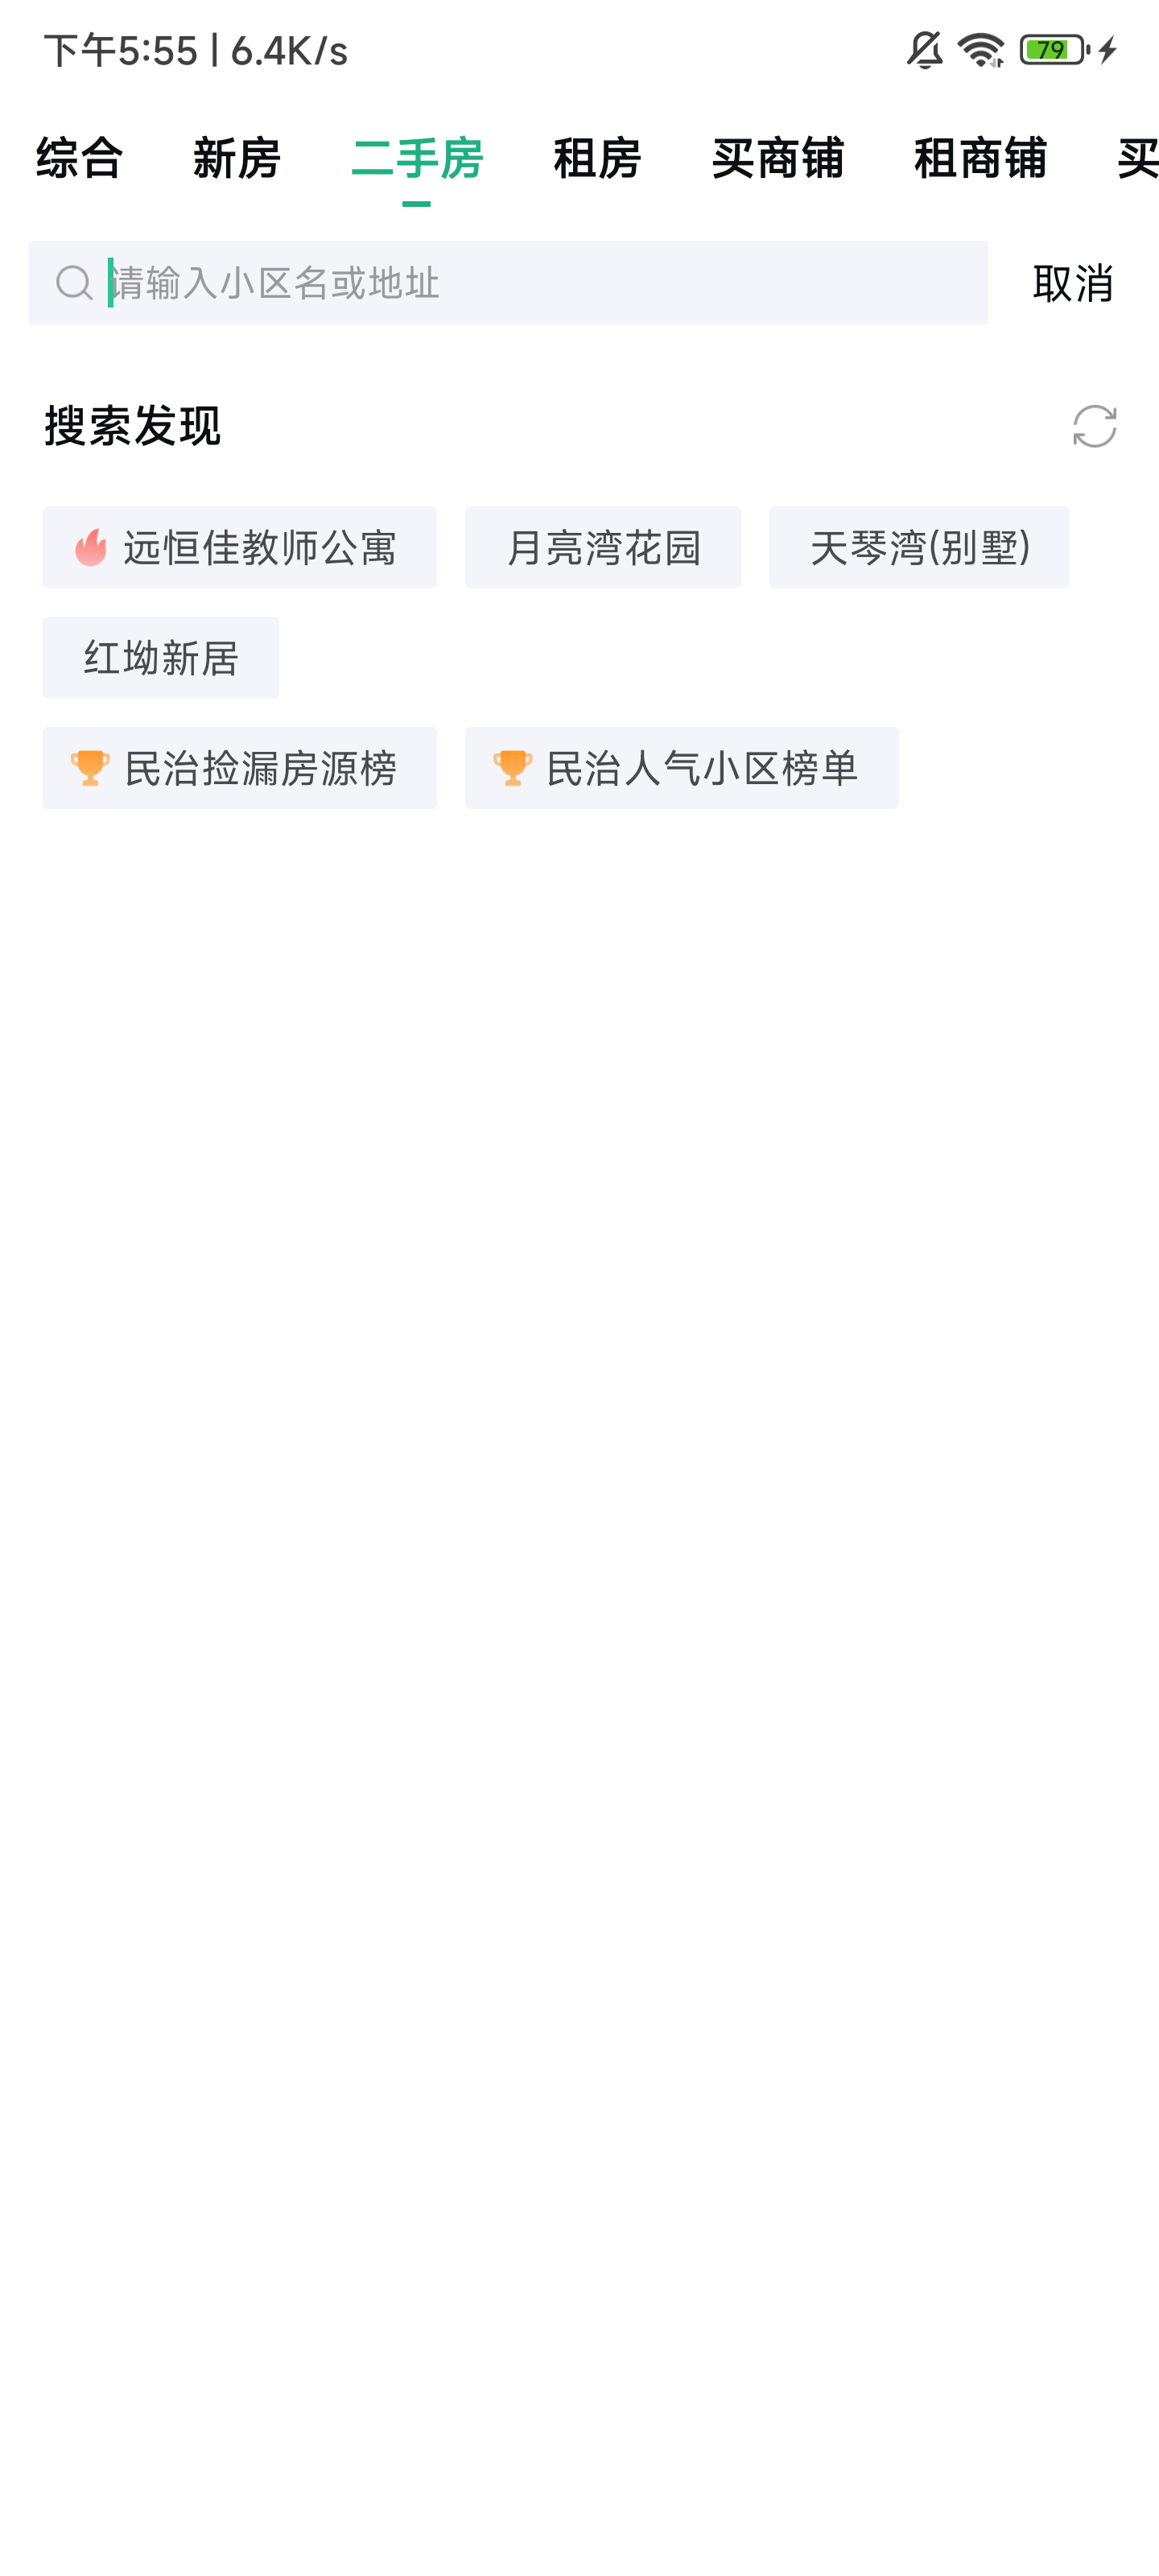 下午5:55 | 6.4K/s 79
综合 新房 二手房 租房 买商铺 租商铺 买
请输入小区名或地址 取消
搜索发现
远恒佳教师公寓 月亮湾花园 天琴湾(别墅)
红坳新居
民治捡漏房源榜 民治人气小区榜单